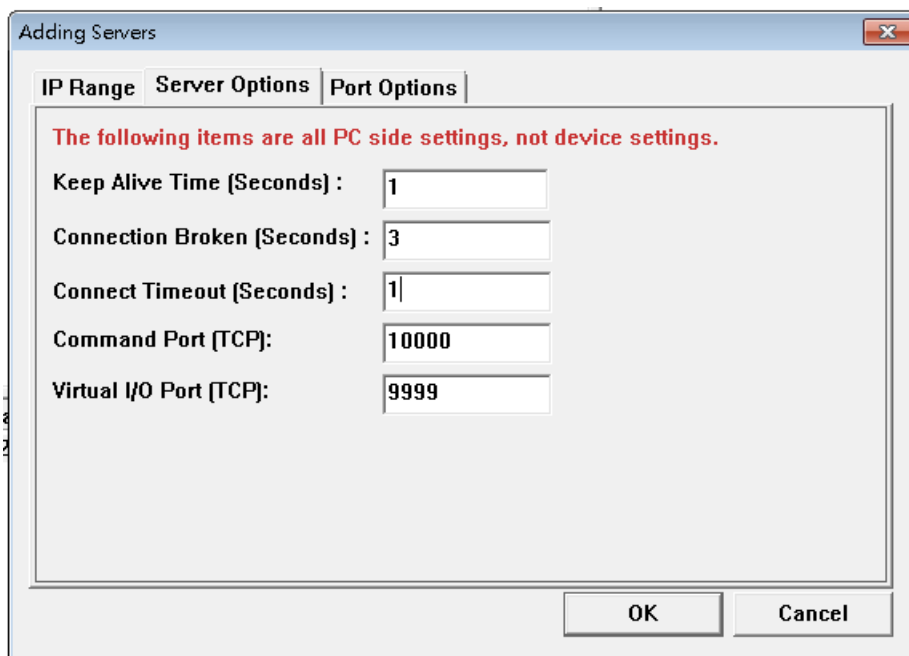 Adding Servers
IP Range Server Options Port Options
The following items are all PC side settings, not device settings.
Keep Alive Time (Seconds) : 1
Connection Broken (Seconds) : 3
Connect Timeout (Seconds) : 1
Command Port (TCP): 10000
Virtual I/O Port (TCP): 9999
OK Cancel